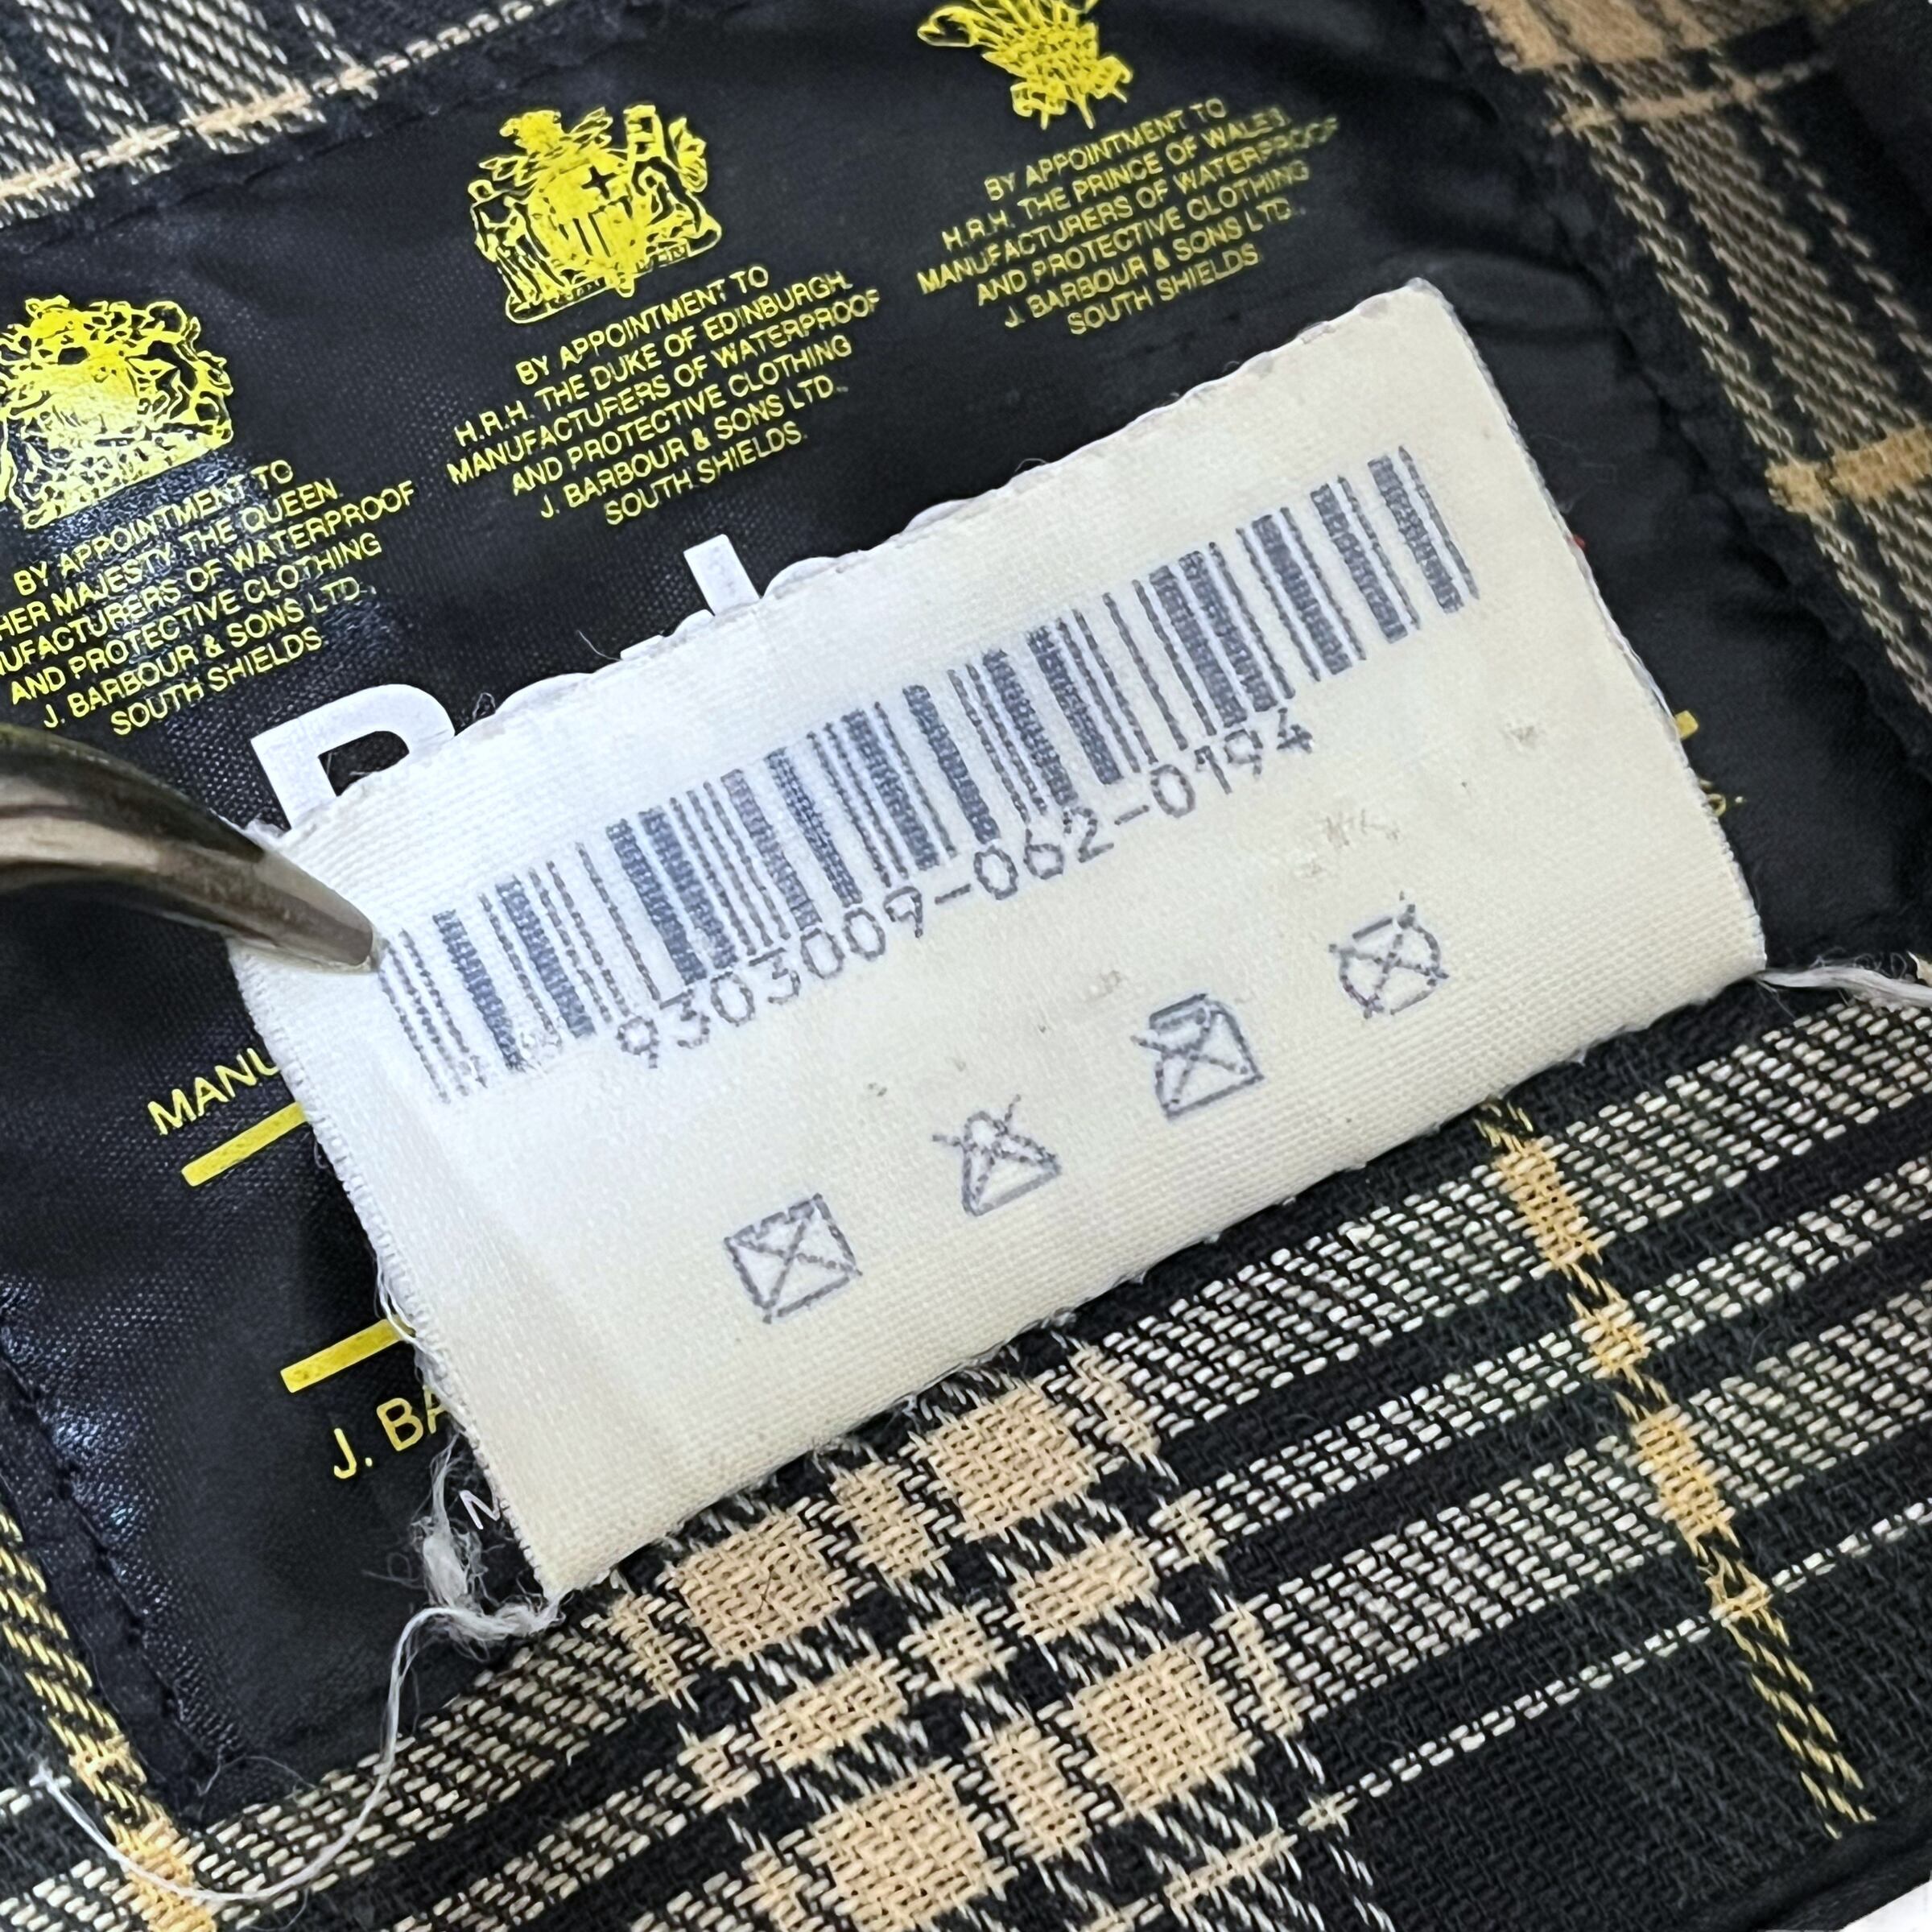 BY APPOINTMENT TO
HER MAJESTY THE QUEEN
OF WATERPROOF
AND PROTECTIVE CLOTHING
J. BARBOUR & SONS LTD.,
SOUTH SHIELDS
BY APPOINTMENT TO
H.R.H. THE DUKE OF EDINBURGH
MANUFACTURERS OF WATERPROOF
AND PROTECTIVE CLOTHING
J. BARBOUR & SONS LTD.
SOUTH SHIELDS.
BY APPOINTMENT TO
H.R.H. THE PRINCE OF WALES
MANUFACTURERS OF WATERPROOF
AND PROTECTIVE CLOTHING
J. BARBOUR & SONS LTD.
SOUTH SHIELDS
9303009-062-0194
MANU
J. BA